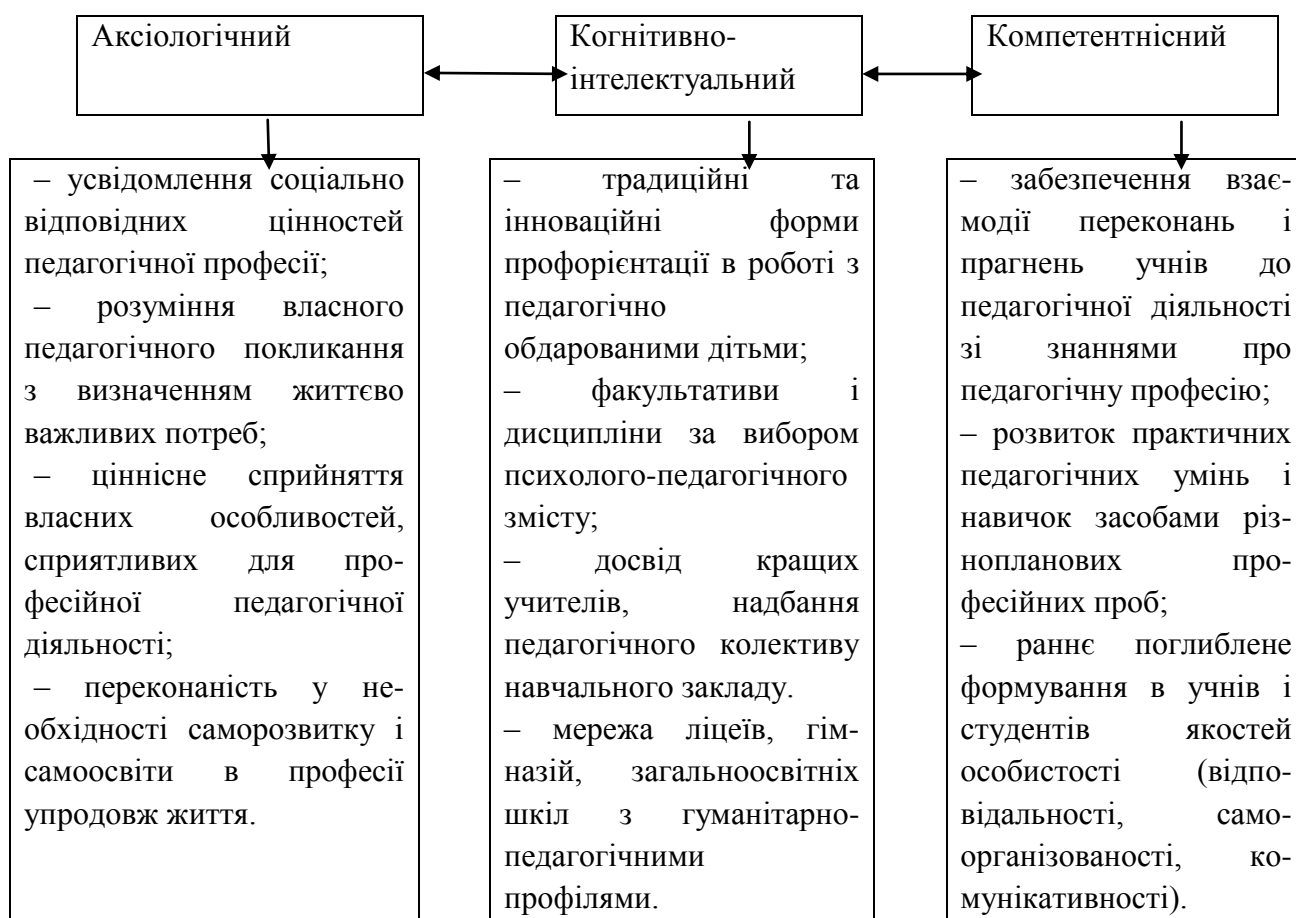 Аксіологічний
Когнітивно-
інтелектуальний
Компетентнісний
– усвідомлення соціально
відповідних цінностей
педагогічної професії;
– розуміння власного
педагогічного покликання
з визначенням життєво
важливих потреб;
– ціннісне сприйняття
власних особливостей,
сприятливих для про-
фесійної педагогічної
діяльності;
– переконаність у не-
обхідності саморозвитку і
самоосвіти в професії
упродовж життя.
– традиційні та
інноваційні форми
профорієнтації в роботі з
педагогічно
обдарованими дітьми;
– факультативи і
дисципліни за вибором
психолого-педагогічного
змісту;
– досвід кращих
учителів, надбання
педагогічного колективу
навчального закладу.
– мережа ліцеїв, гім-
назій, загальноосвітніх
шкіл з гуманітарно-
педагогічними
профілями.
– забезпечення взає-
модії переконань і
прагнень учнів до
педагогічної діяльності
зі знаннями про
педагогічну професію;
– розвиток практичних
педагогічних умінь і
навичок засобами різ-
нопланових про-
фесійних проб;
– раннє поглиблене
формування в учнів і
студентів якостей
особистості (відпо-
відальності, само-
організованості, ко-
мунікативності).